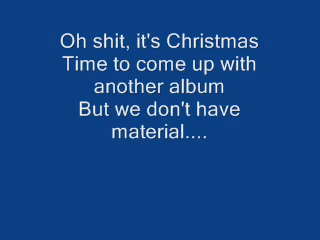 Oh shit, it's Christmas
Time to come up with
another album
But we don't have
material....